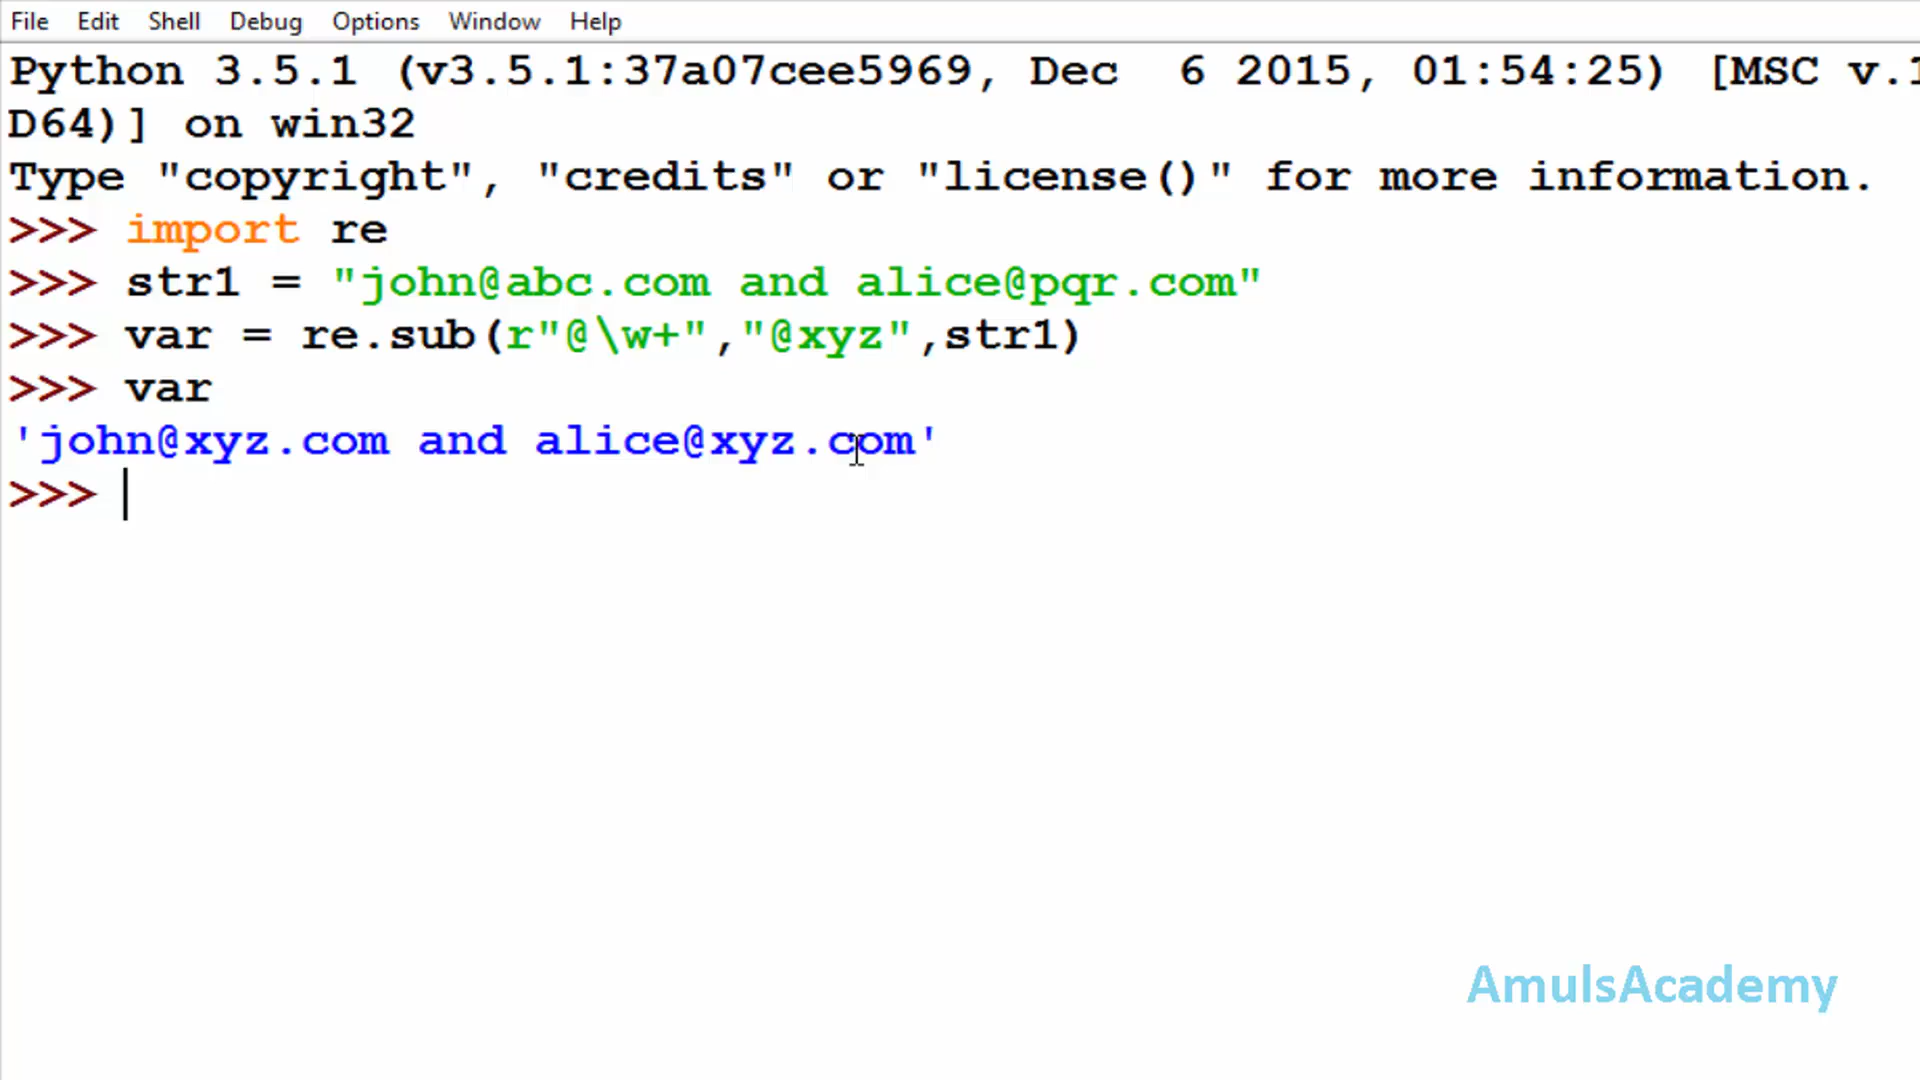 File Edit Shell Debug Options Window Help
Python 3.5.1 (v3.5.1:37a07cee5969, Dec  6 2015, 01:54:25) [MSC v.1
D64)] on win32
Type "copyright", "credits" or "license()" for more information.
>>> import re
>>> str1 = "john@abc.com and alice@pqr.com"
>>> var = re.sub(r"@\w+","@xyz",str1)
>>> var
'john@xyz.com and alice@xyz.com'
>>>
AmulsAcademy